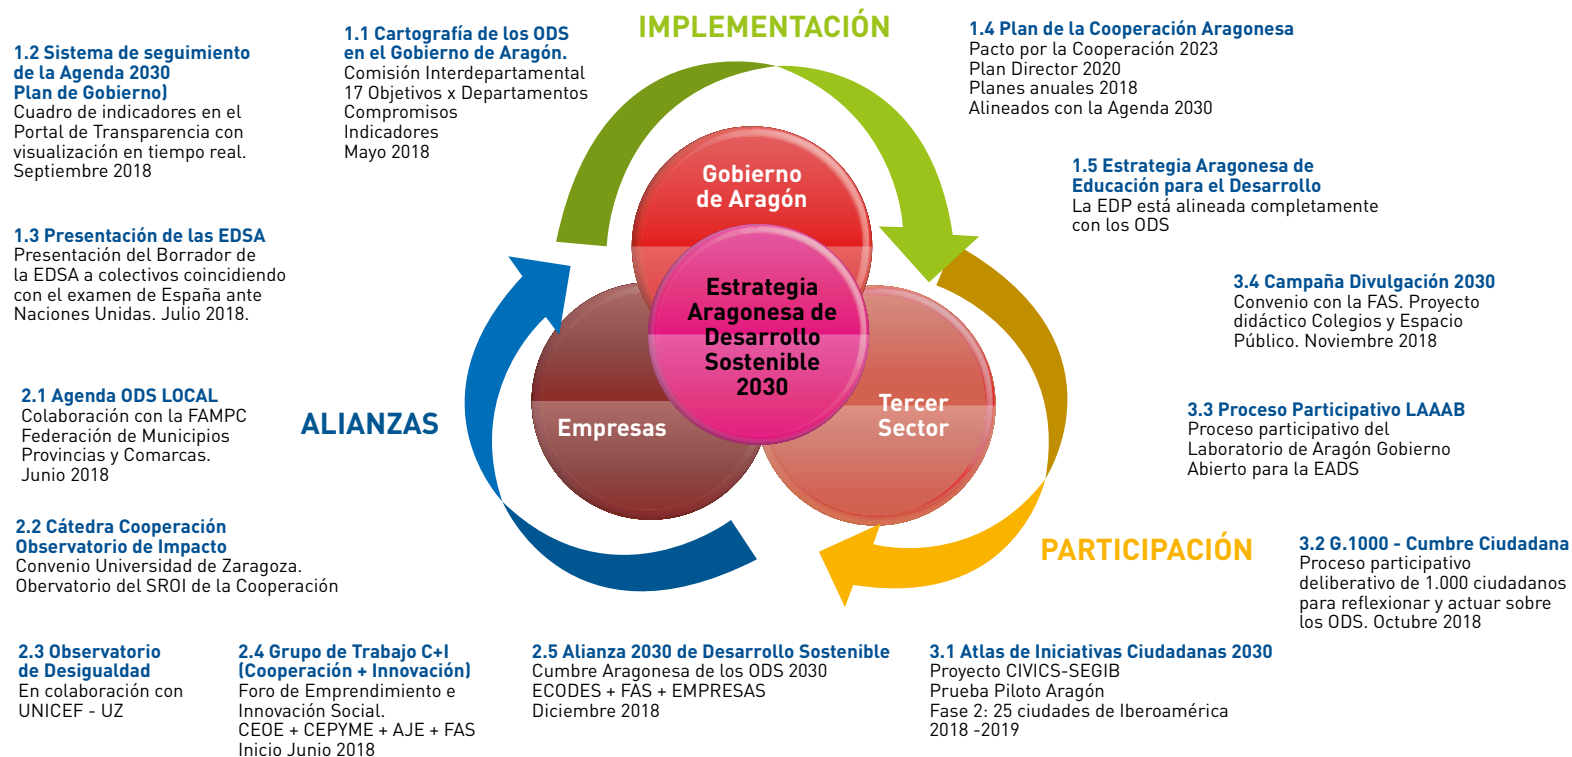 IMPLEMENTACIÓN
1.1 Cartografía de los ODS
en el Gobierno de Aragón.
Comisión Interdepartamental
17 Objetivos x Departamentos
Compromisos
Indicadores
Mayo 2018
1.2 Sistema de seguimiento
de la Agenda 2030
Plan de Gobierno)
Cuadro de indicadores en el
Portal de Transparencia con
visualización en tiempo real.
Septiembre 2018
1.3 Presentación de las EDSA
Presentación del Borrador de
la EDSA a colectivos coincidiendo
con el examen de España ante
Naciones Unidas. Julio 2018.
1.4 Plan de la Cooperación Aragonesa
Pacto por la Cooperación 2023
Plan Director 2020
Planes anuales 2018
Alineados con la Agenda 2030
1.5 Estrategia Aragonesa de
Educación para el Desarrollo
La EDP está alineada completamente
con los ODS
Gobierno
de Aragón
Estrategia
Aragonesa de
Desarrollo
Sostenible
2030
Empresas
Tercer
Sector
ALIANZAS
2.1 Agenda ODS LOCAL
Colaboración con la FAMPC
Federación de Municipios
Provincias y Comarcas.
Junio 2018
2.2 Cátedra Cooperación
Observatorio de Impacto
Convenio Universidad de Zaragoza.
Obervatorio del SROI de la Cooperación
2.3 Observatorio
de Desigualdad
En colaboración con
UNICEF - UZ
2.4 Grupo de Trabajo C+I
(Cooperación + Innovación)
Foro de Emprendimiento e
Innovación Social.
CEOE + CEPYME + AJE + FAS
Inicio Junio 2018
2.5 Alianza 2030 de Desarrollo Sostenible
Cumbre Aragonesa de los ODS 2030
ECODES + FAS + EMPRESAS
Diciembre 2018
PARTICIPACIÓN
3.4 Campaña Divulgación 2030
Convenio con la FAS. Proyecto
didáctico Colegios y Espacio
Público. Noviembre 2018
3.3 Proceso Participativo LAAAB
Proceso participativo del
Laboratorio de Aragón Gobierno
Abierto para la EADS
3.2 G.1000 - Cumbre Ciudadana
Proceso participativo
deliberativo de 1.000 ciudadanos
para reflexionar y actuar sobre
los ODS. Octubre 2018
3.1 Atlas de Iniciativas Ciudadanas 2030
Proyecto CIVICS-SEGIB
Prueba Piloto Aragón
Fase 2: 25 ciudades de Iberoamérica
2018 -2019